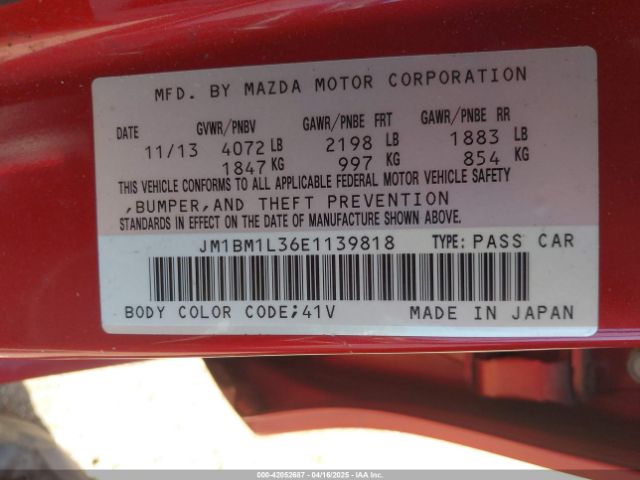 MFD. BY MAZDA MOTOR CORPORATION
DATE GVWR/PNBV GAWR/PNBE FRT GAWR/PNBE RR
11/13 4072 LB 2198 LB 1883 LB
1847 KG 997 KG 854 KG
THIS VEHICLE CONFORMS TO ALL APPLICABLE FEDERAL MOTOR VEHICLE SAFETY
,BUMPER,AND THEFT PREVENTION
STANDARDS IN EFFECT ON THE DATE OF MANUFACTURE SHOWN ABOVE.
JM1BM1L36E1139818 TYPE: PASS CAR
BODY COLOR CODE;41V MADE IN JAPAN
000-42052687 - 04/16/2025 - IAAI.COM